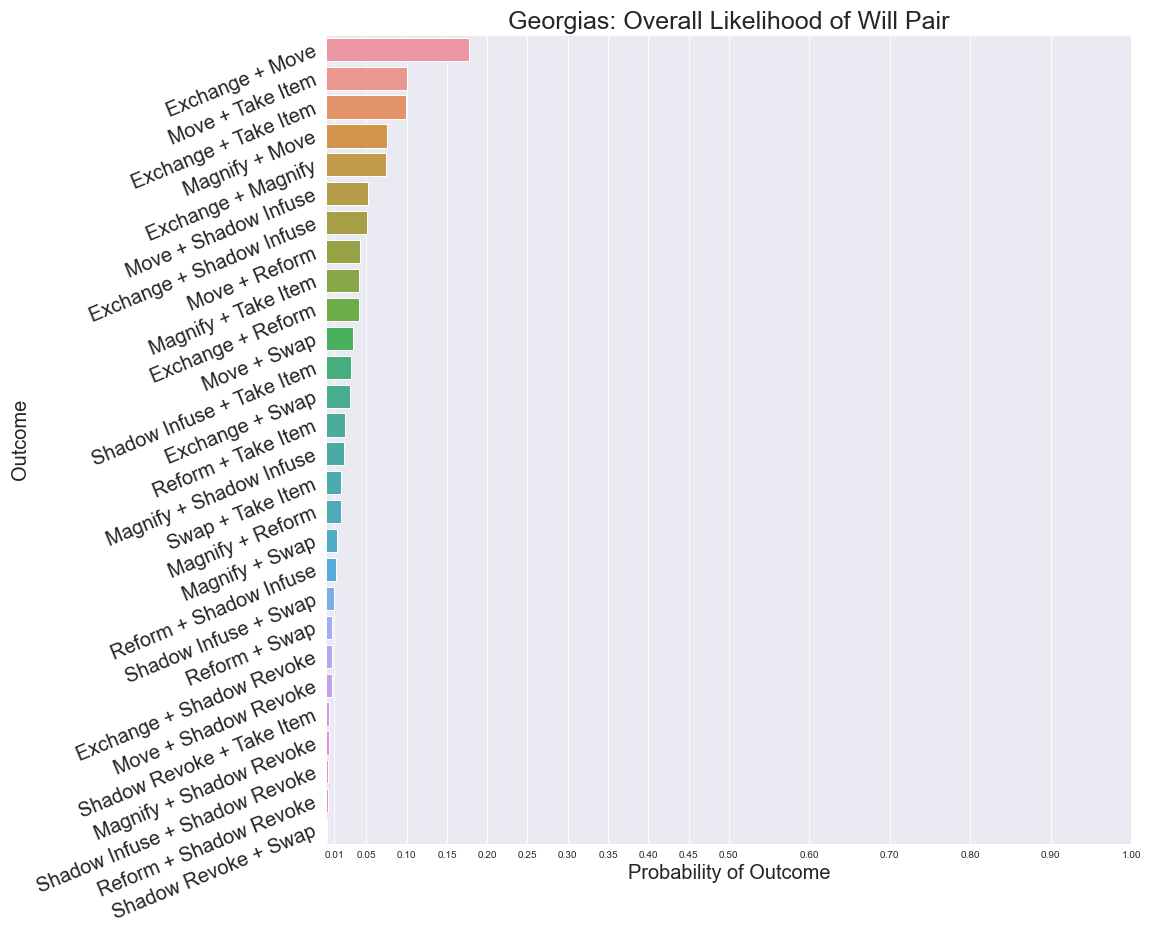 Georgias: Overall Likelihood of Will Pair
Outcome
Exchange + Move
Move + Take Item
Exchange + Take Item
Magnify + Move
Exchange + Magnify
Move + Shadow Infuse
Exchange + Shadow Infuse
Move + Reform
Magnify + Take Item
Exchange + Reform
Move + Swap
Shadow Infuse + Take Item
Exchange + Swap
Reform + Take Item
Magnify + Shadow Infuse
Swap + Take Item
Magnify + Reform
Magnify + Swap
Reform + Shadow Infuse
Shadow Infuse + Swap
Reform + Swap
Exchange + Shadow Revoke
Move + Shadow Revoke
Shadow Revoke + Take Item
Magnify + Shadow Revoke
Shadow Infuse + Shadow Revoke
Reform + Shadow Revoke
Shadow Revoke + Swap
0.01 0.05 0.10 0.15 0.20 0.25 0.30 0.35 0.40 0.45 0.50 0.60 0.70 0.80 0.90 1.00
Probability of Outcome